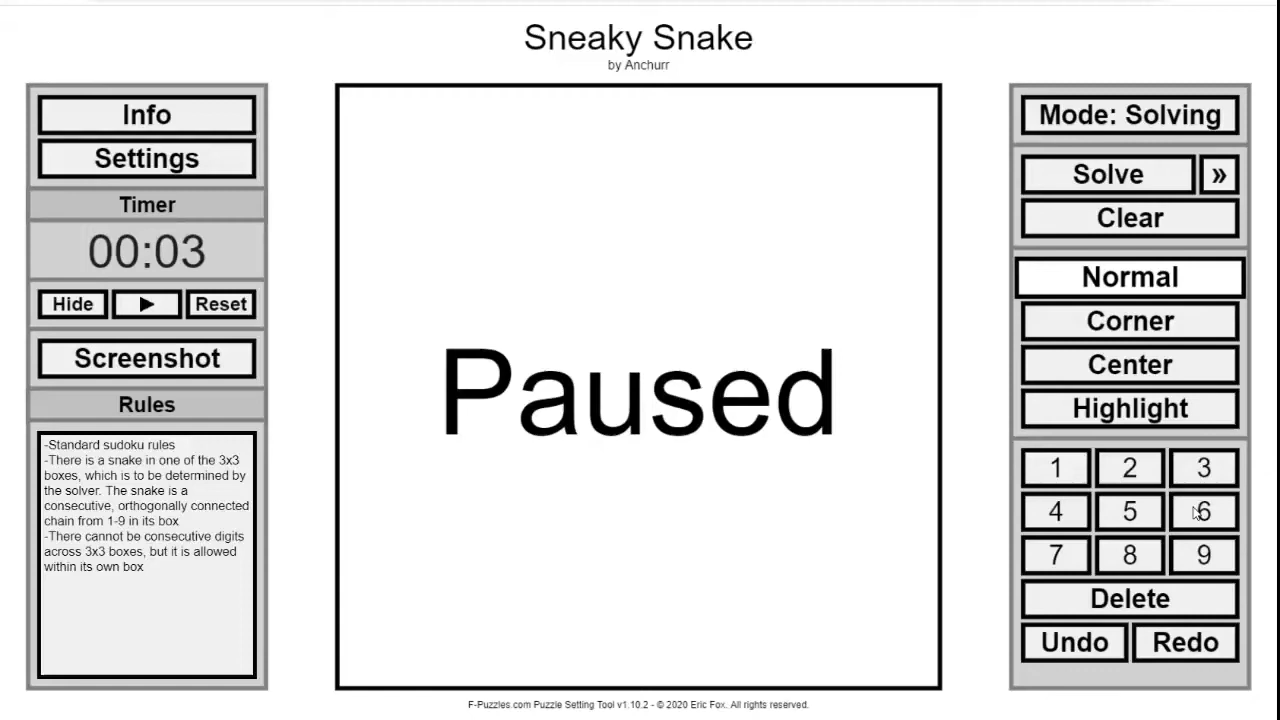 Sneaky Snake
by Anchurr
Info
Settings
Timer
00:03
Hide
Reset
Screenshot
Rules
-Standard sudoku rules
-There is a snake in one of the 3x3
boxes, which is to be determined by
the solver. The snake is a
consecutive, orthogonally connected
chain from 1-9 in its box
-There cannot be consecutive digits
across 3x3 boxes, but it is allowed
within its own box
Paused
Mode: Solving
Solve »
Clear
Normal
Corner
Center
Highlight
1 2 3
4 5 6
7 8 9
Delete
Undo Redo
F-Puzzles.com Puzzle Setting Tool v1.10.2 - © 2020 Eric Fox. All rights reserved.